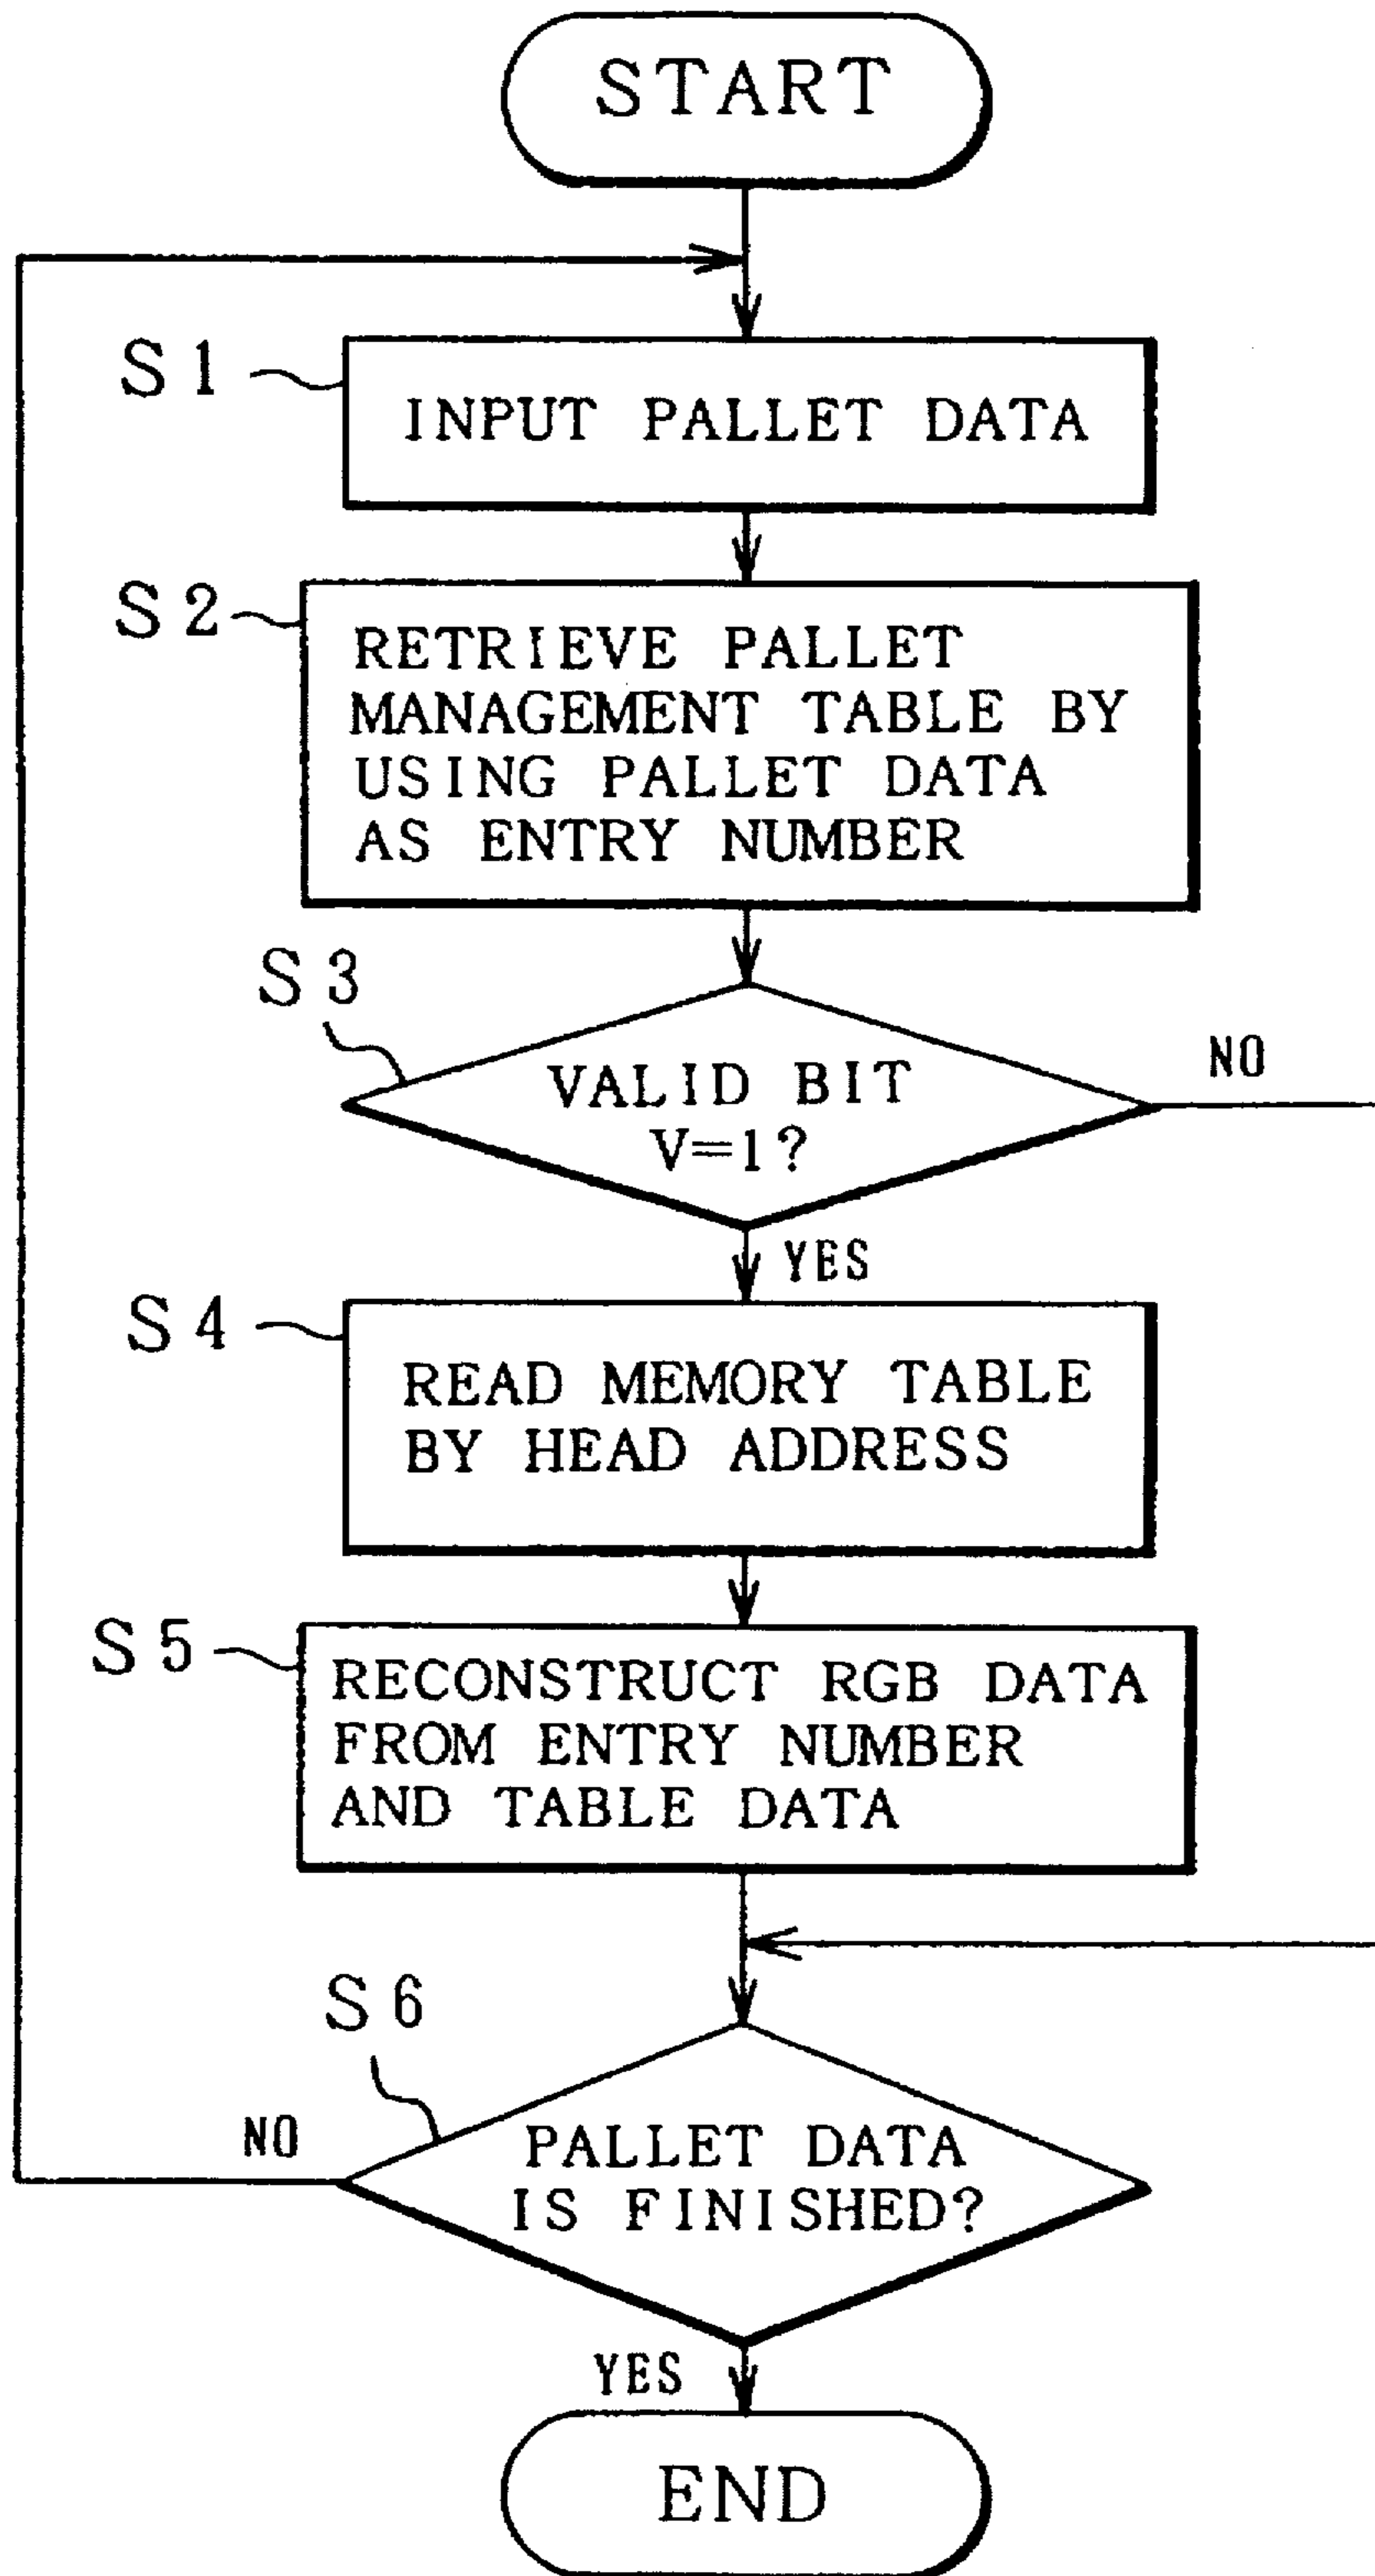 START
S1
INPUT PALLET DATA
S2
RETRIEVE PALLET
MANAGEMENT TABLE BY
USING PALLET DATA
AS ENTRY NUMBER
S3
VALID BIT
V=1?
NO
YES
S4
READ MEMORY TABLE
BY HEAD ADDRESS
S5
RECONSTRUCT RGB DATA
FROM ENTRY NUMBER
AND TABLE DATA
S6
NO
PALLET DATA
IS FINISHED?
YES
END